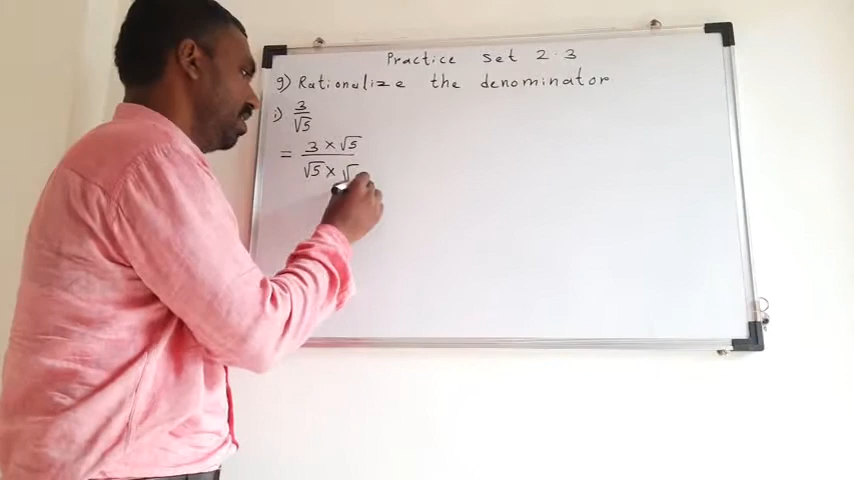 Practice Set 2.3
9) Rationalize the denominator
i) 3/√5
= 3 × √5 / √5 × √